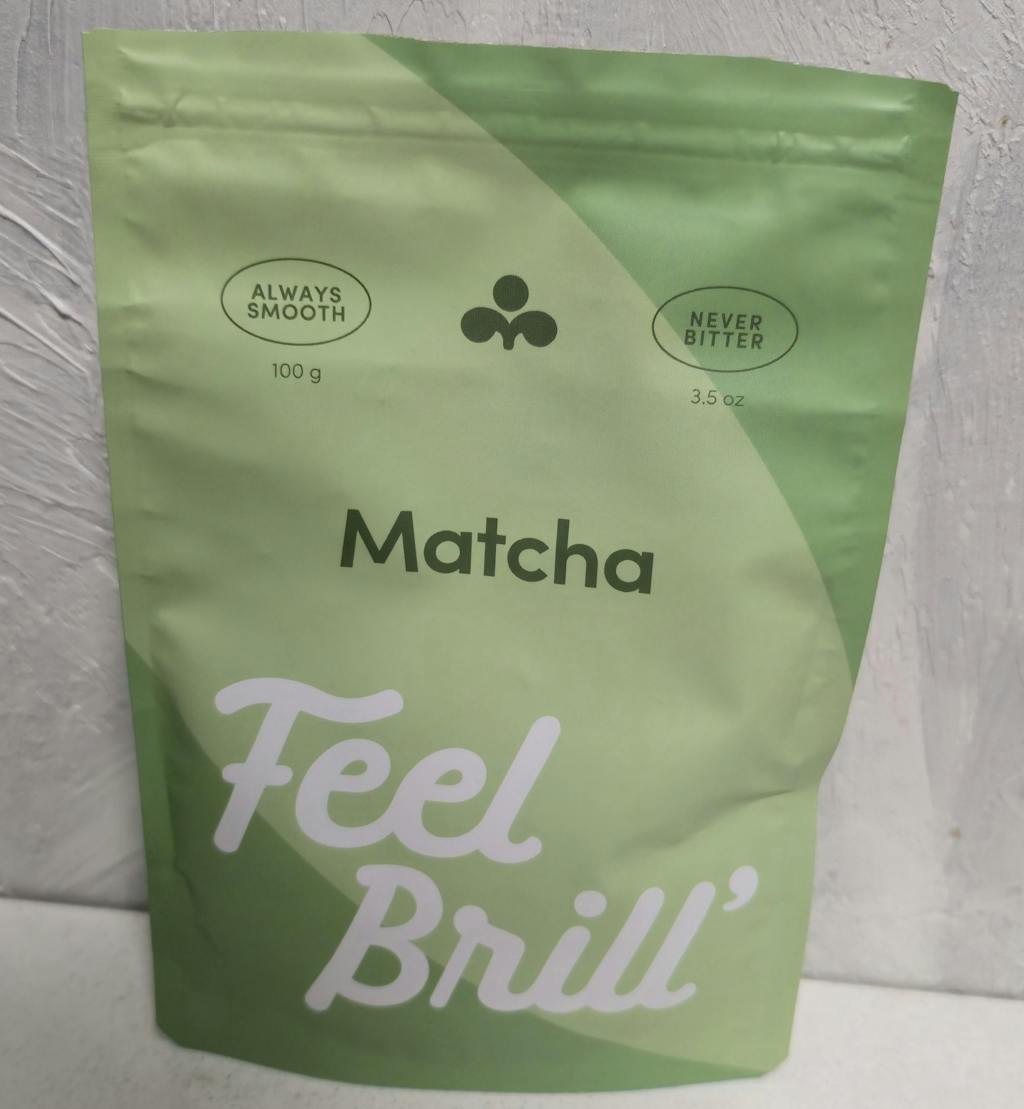 ALWAYS
SMOOTH
100 g
NEVER
BITTER
3.5 oz
Matcha
Feel
Brill’